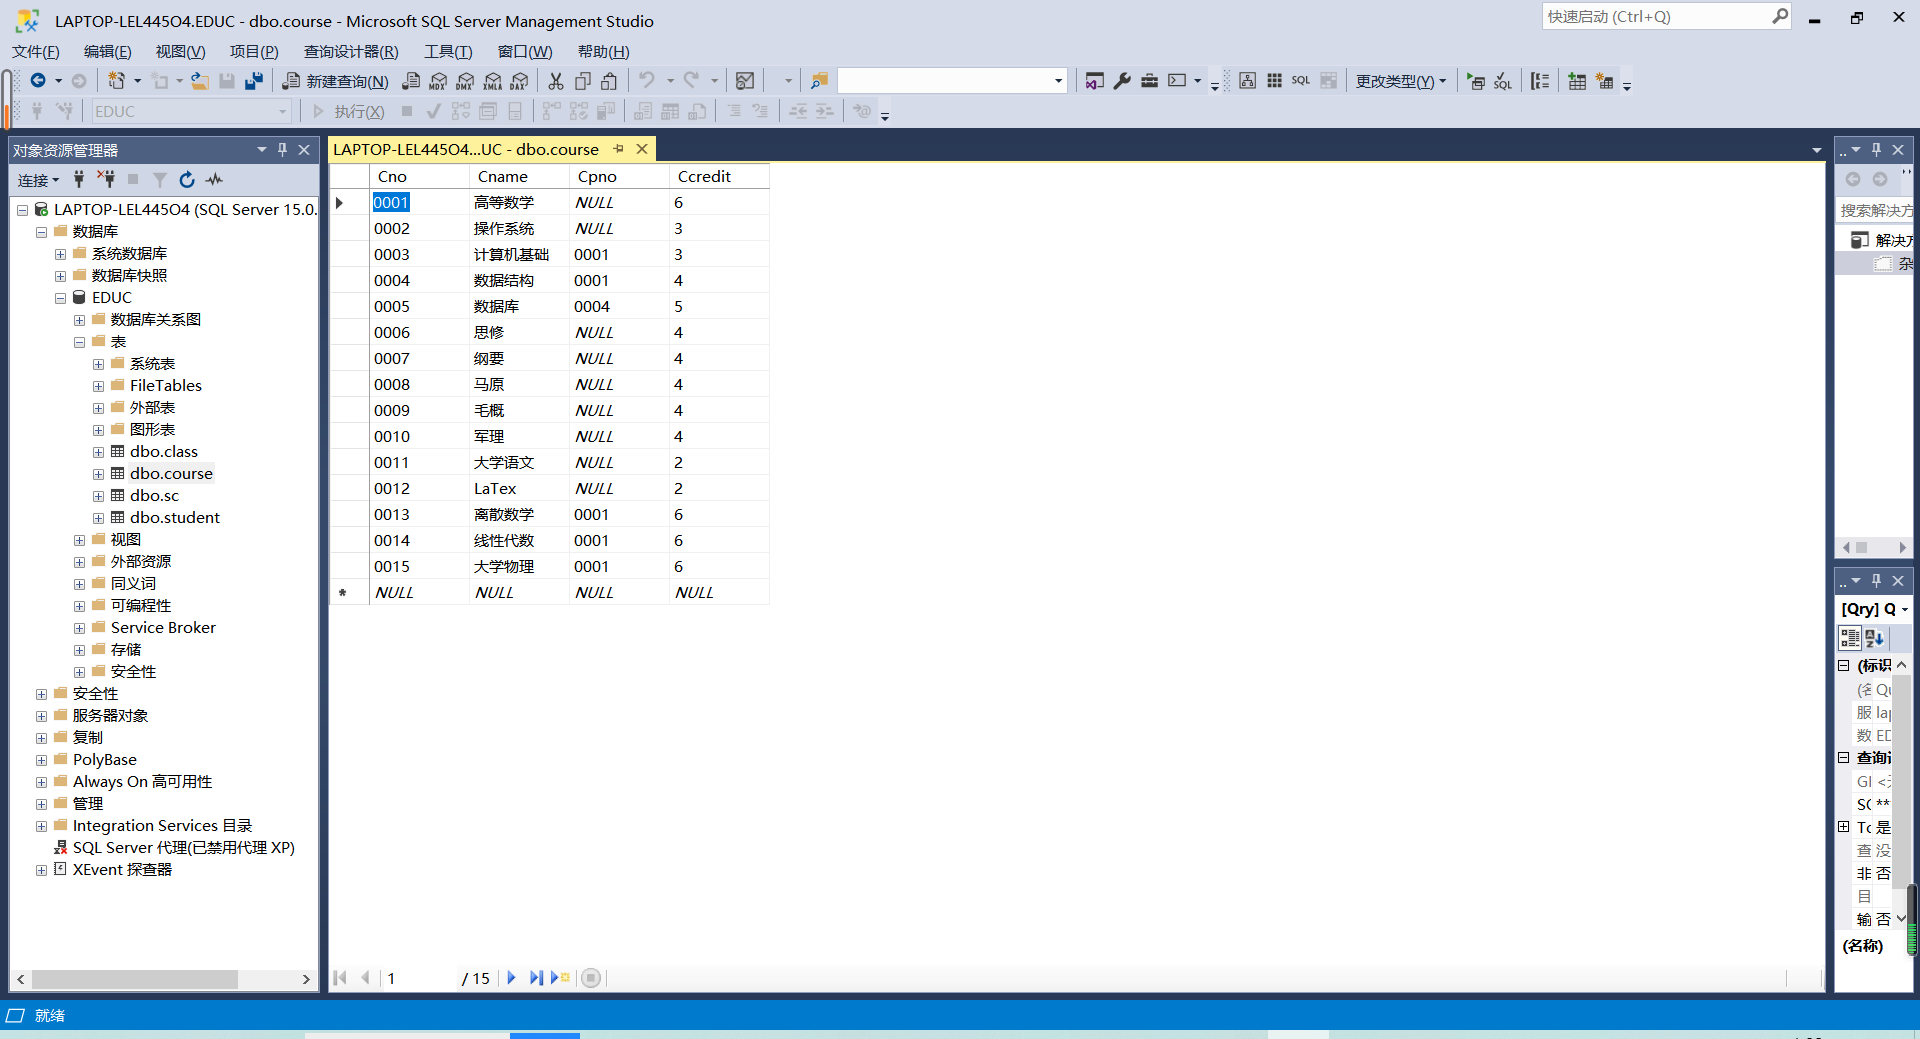 LAPTOP-LEL445O4.EDUC - dbo.course - Microsoft SQL Server Management Studio
快速启动 (Ctrl+Q)
文件(F) 编辑(E) 视图(V) 项目(P) 查询设计器(R) 工具(T) 窗口(W) 帮助(H)
新建查询(N) MDX DMX XMLA DAX SQL 更改类型(Y) SQL
EDUC 执行(X)
对象资源管理器
连接
LAPTOP-LEL445O4 (SQL Server 15.0.
数据库
系统数据库
数据库快照
EDUC
数据库关系图
表
系统表
FileTables
外部表
图形表
dbo.class
dbo.course
dbo.sc
dbo.student
视图
外部资源
同义词
可编程性
Service Broker
存储
安全性
安全性
服务器对象
复制
PolyBase
Always On 高可用性
管理
Integration Services 目录
SQL Server 代理(已禁用代理 XP)
XEvent 探查器
LAPTOP-LEL445O4...UC - dbo.course
Cno Cname Cpno Ccredit
0001 高等数学 NULL 6
0002 操作系统 NULL 3
0003 计算机基础 0001 3
0004 数据结构 0001 4
0005 数据库 0004 5
0006 思修 NULL 4
0007 纲要 NULL 4
0008 马原 NULL 4
0009 毛概 NULL 4
0010 军理 NULL 4
0011 大学语文 NULL 2
0012 LaTex NULL 2
0013 离散数学 0001 6
0014 线性代数 0001 6
0015 大学物理 0001 6
* NULL NULL NULL NULL
1 / 15
..
搜索解决方
解决方
杂
..
[Qry] Q
(标识
(名 Qu
服 lap
数 ED
查询设
GI <无
SQ **
To 是
查 没
非 否
目
输 否
(名称)
就绪